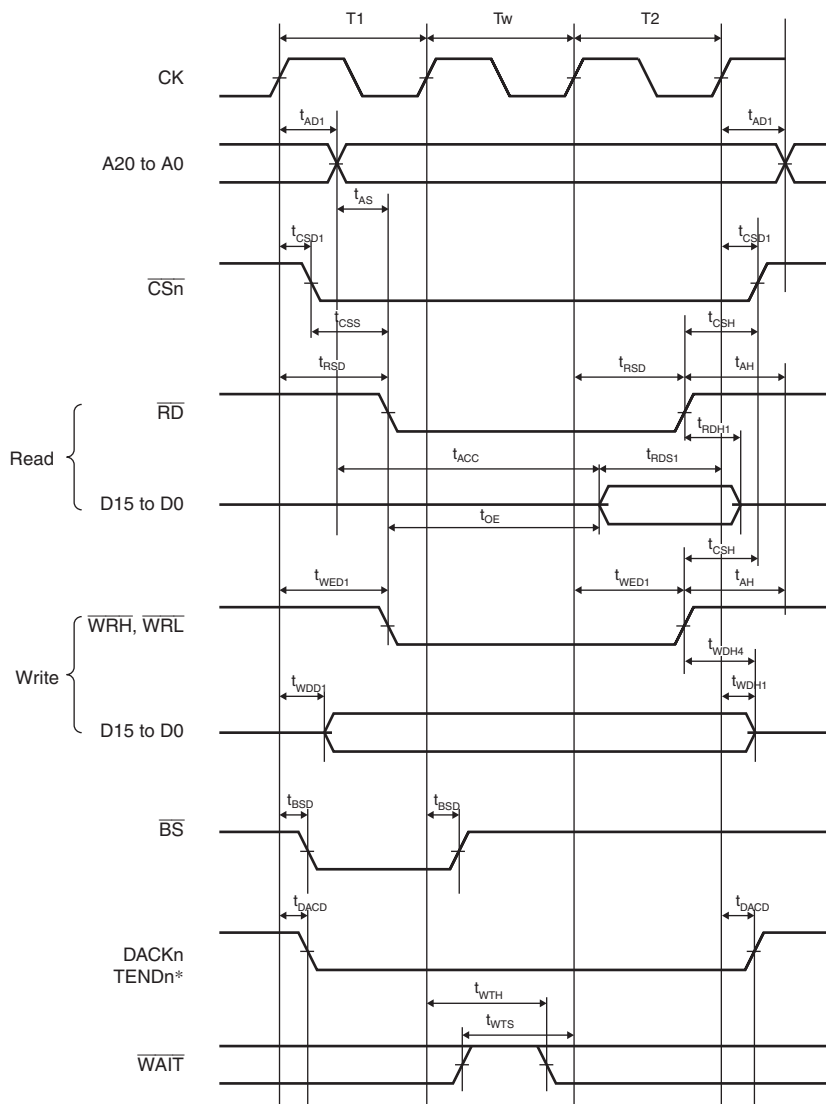 T1 Tw T2
CK
tAD1 tAD1
A20 to A0
tAS
tCSD1 tCSD1
CSn
tCSS tCSH
tRSD tRSD tAH
RD
tRDH1
Read
tACC tRDS1
D15 to D0
tOE
tCSH
tWED1 tWED1 tAH
WRH, WRL
tWDH4
Write
tWDD1 tWDH1
D15 to D0
tBSD tBSD
BS
tDACD tDACD
DACKn
TENDn*
tWTH
tWTS
WAIT